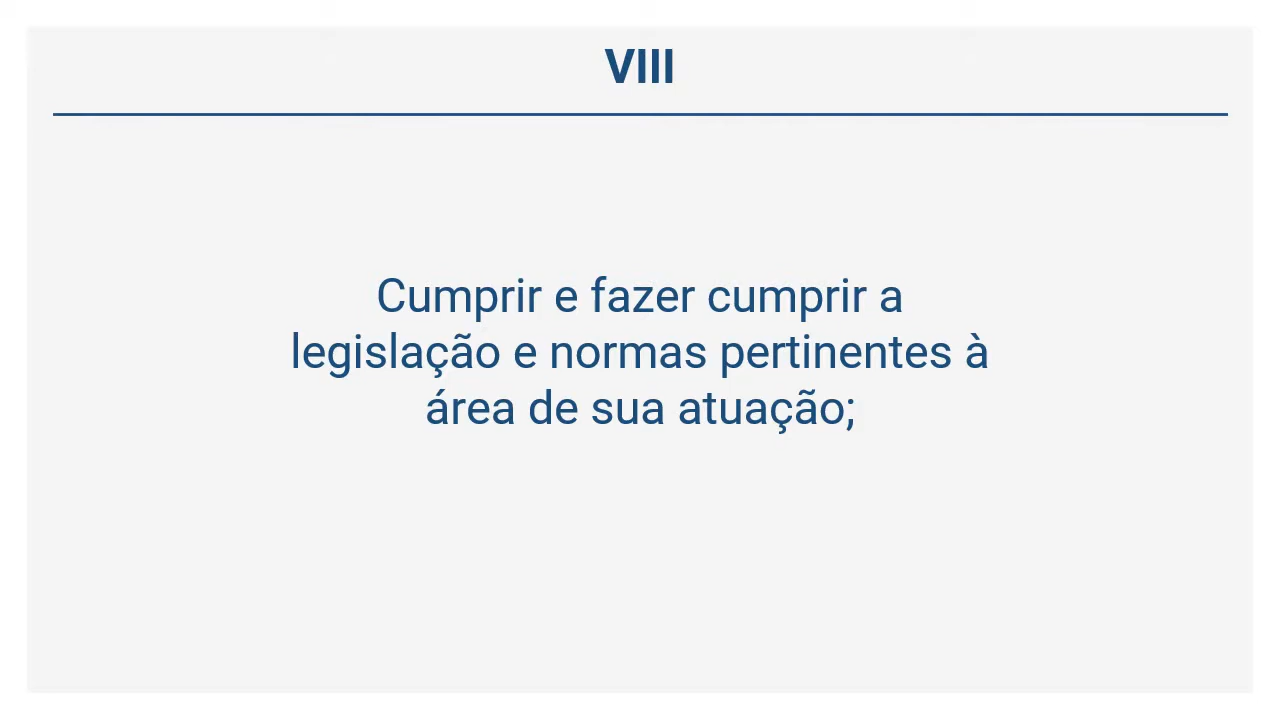 VIII
Cumprir e fazer cumprir a
legislação e normas pertinentes à
área de sua atuação;